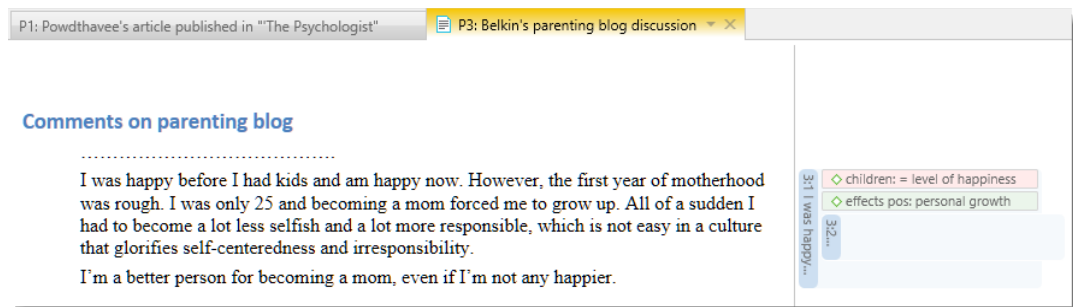 P1: Powdthavee's article published in "'The Psychologist"
P3: Belkin's parenting blog discussion
Comments on parenting blog
........................................
I was happy before I had kids and am happy now. However, the first year of motherhood
was rough. I was only 25 and becoming a mom forced me to grow up. All of a sudden I
had to become a lot less selfish and a lot more responsible, which is not easy in a culture
that glorifies self-centeredness and irresponsibility.
I'm a better person for becoming a mom, even if I'm not any happier.
3:1 I was happy...
children: = level of happiness
effects pos: personal growth
3:2...